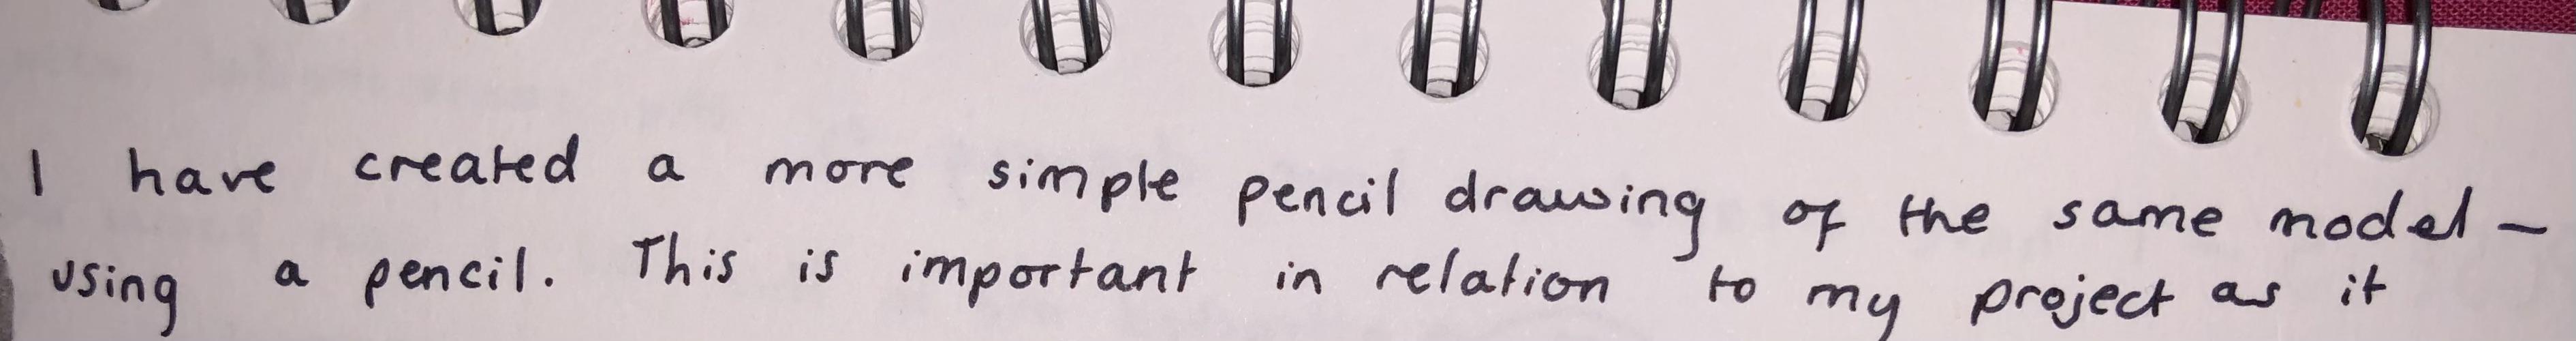 I have created a more simple pencil drawing of the same model –
using a pencil. This is important in relation to my project as it